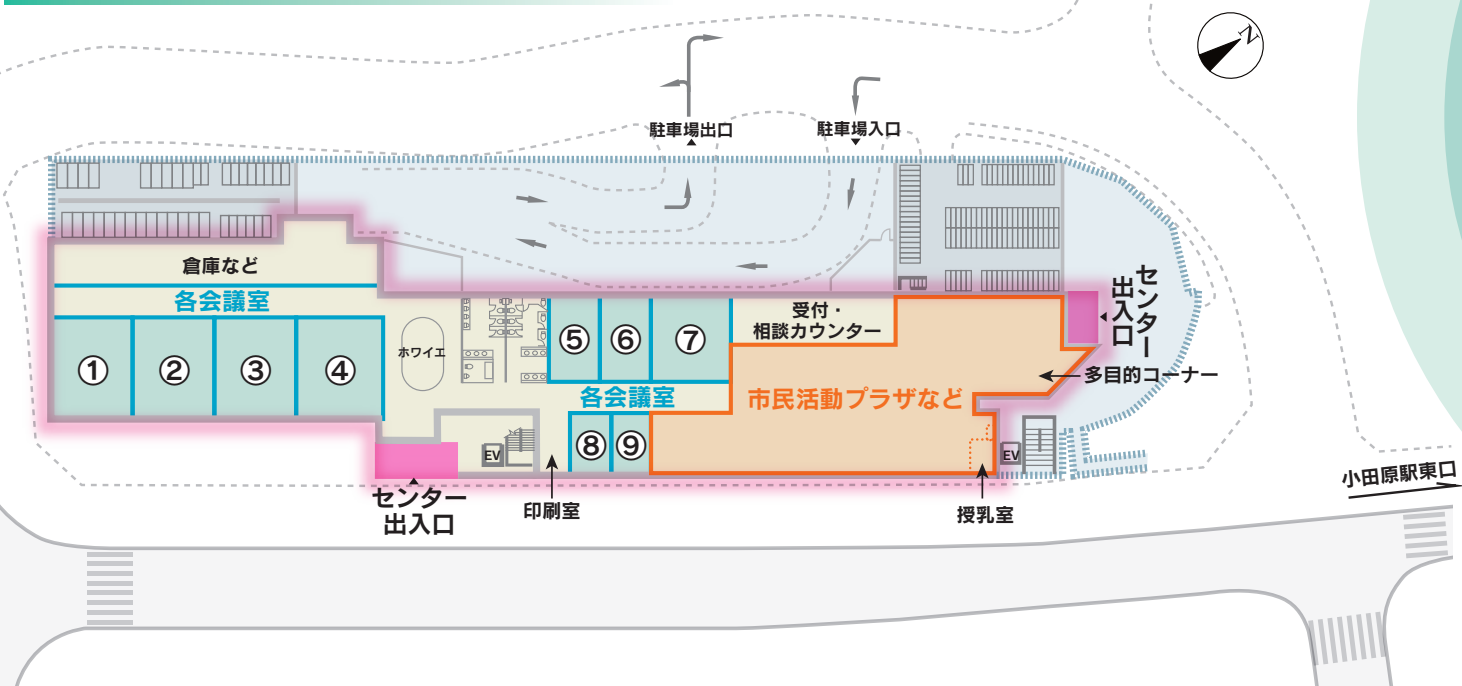 N
駐車場出口
駐車場入口
倉庫など
各会議室
①
②
③
④
ホワイエ
⑤
⑥
⑦
受付・
相談カウンター
センター
出入口
多目的コーナー
各会議室
市民活動プラザなど
⑧
⑨
EV
EV
センター
出入口
印刷室
授乳室
小田原駅東口